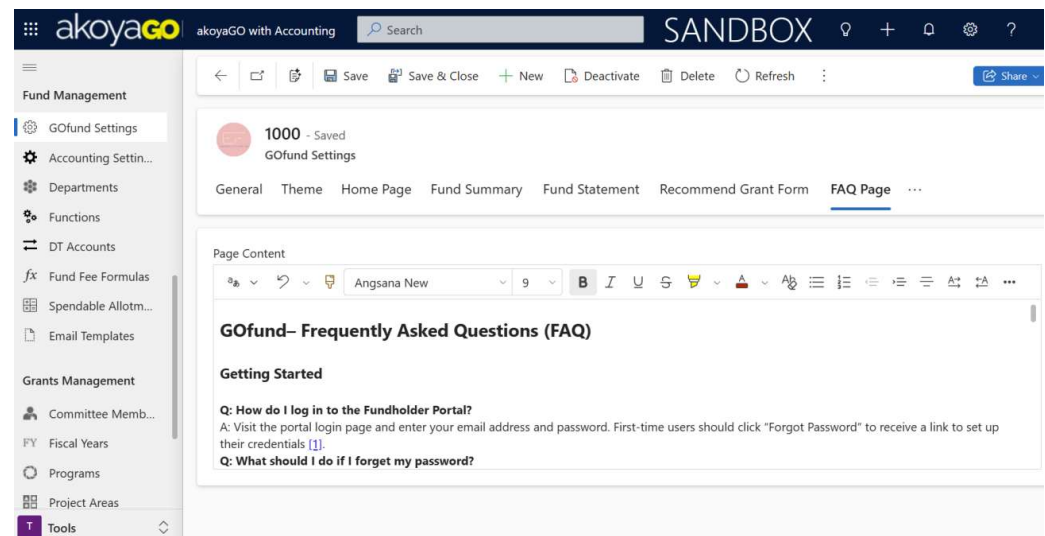 akoyaGO akoyaGO with Accounting Search SANDBOX
Save Save & Close New Deactivate Delete Refresh Share
Fund Management
GOfund Settings
Accounting Settin...
Departments
Functions
DT Accounts
fx Fund Fee Formulas
Spendable Allotm...
Email Templates
Grants Management
Committee Memb...
FY Fiscal Years
Programs
Project Areas
T Tools
1000 - Saved
GOfund Settings
General Theme Home Page Fund Summary Fund Statement Recommend Grant Form FAQ Page ...
Page Content
Angsana New 9 B I U S A Ab
GOfund– Frequently Asked Questions (FAQ)
Getting Started
Q: How do I log in to the Fundholder Portal?
A: Visit the portal login page and enter your email address and password. First-time users should click “Forgot Password” to receive a link to set up
their credentials [1].
Q: What should I do if I forget my password?